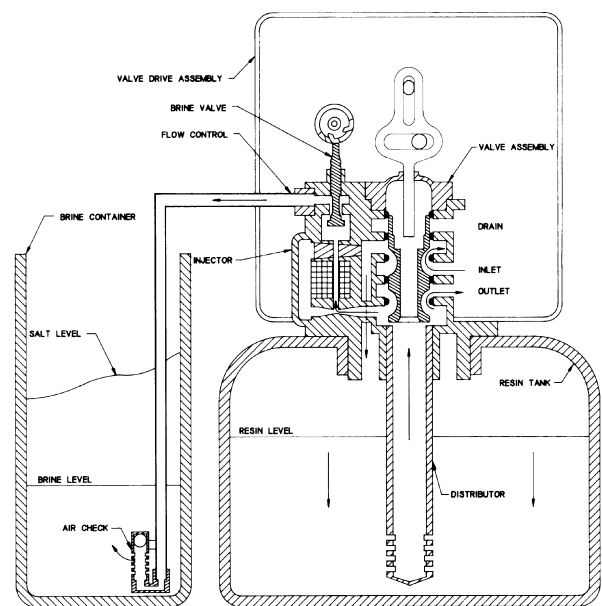 VALVE DRIVE ASSEMBLY
BRINE VALVE
FLOW CONTROL
VALVE ASSEMBLY
BRINE CONTAINER
DRAIN
INJECTOR
INLET
OUTLET
SALT LEVEL
RESIN TANK
RESIN LEVEL
BRINE LEVEL
DISTRIBUTOR
AIR CHECK